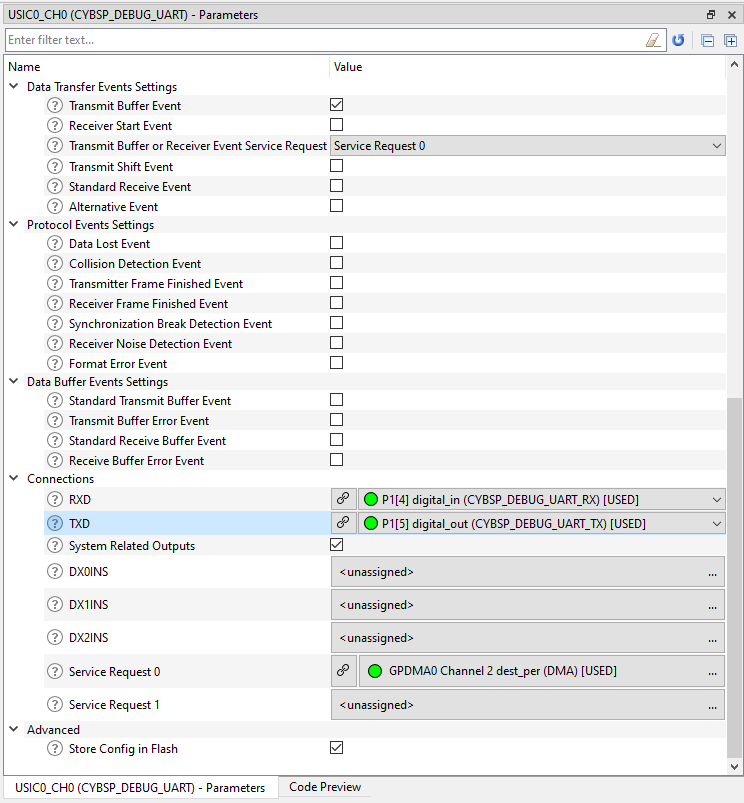 USIC0_CH0 (CYBSP_DEBUG_UART) - Parameters
Enter filter text...
Name Value
Data Transfer Events Settings
? Transmit Buffer Event
? Receiver Start Event
? Transmit Buffer or Receiver Event Service Request Service Request 0
? Transmit Shift Event
? Standard Receive Event
? Alternative Event
Protocol Events Settings
? Data Lost Event
? Collision Detection Event
? Transmitter Frame Finished Event
? Receiver Frame Finished Event
? Synchronization Break Detection Event
? Receiver Noise Detection Event
? Format Error Event
Data Buffer Events Settings
? Standard Transmit Buffer Event
? Transmit Buffer Error Event
? Standard Receive Buffer Event
? Receive Buffer Error Event
Connections
? RXD P1[4] digital_in (CYBSP_DEBUG_UART_RX) [USED]
? TXD P1[5] digital_out (CYBSP_DEBUG_UART_TX) [USED]
? System Related Outputs
? DX0INS <unassigned> ...
? DX1INS <unassigned> ...
? DX2INS <unassigned> ...
? Service Request 0 GPDMA0 Channel 2 dest_per (DMA) [USED] ...
? Service Request 1 <unassigned> ...
Advanced
? Store Config in Flash
USIC0_CH0 (CYBSP_DEBUG_UART) - Parameters Code Preview